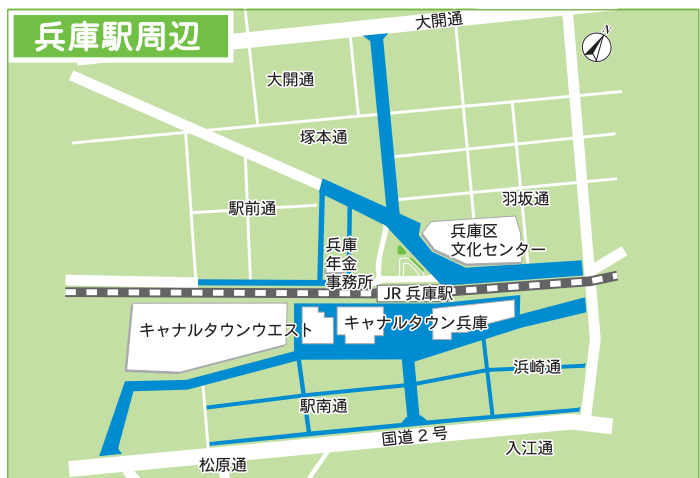 兵庫駅周辺
大開通
N
大開通
塚本通
羽坂通
駅前通
兵庫区
文化センター
兵庫
年金
事務所
JR 兵庫駅
キャナルタウンウエスト
キャナルタウン兵庫
浜崎通
駅南通
国道2号
入江通
松原通